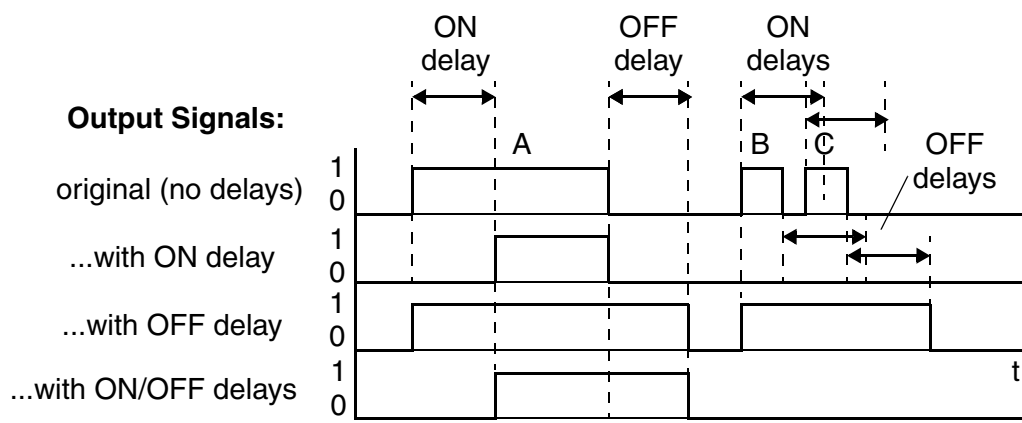 ON
delay
OFF
delay
ON
delays
Output Signals:
A
B
C
OFF
delays
original (no delays)
1
0
...with ON delay
1
0
...with OFF delay
1
0
...with ON/OFF delays
1
0
t